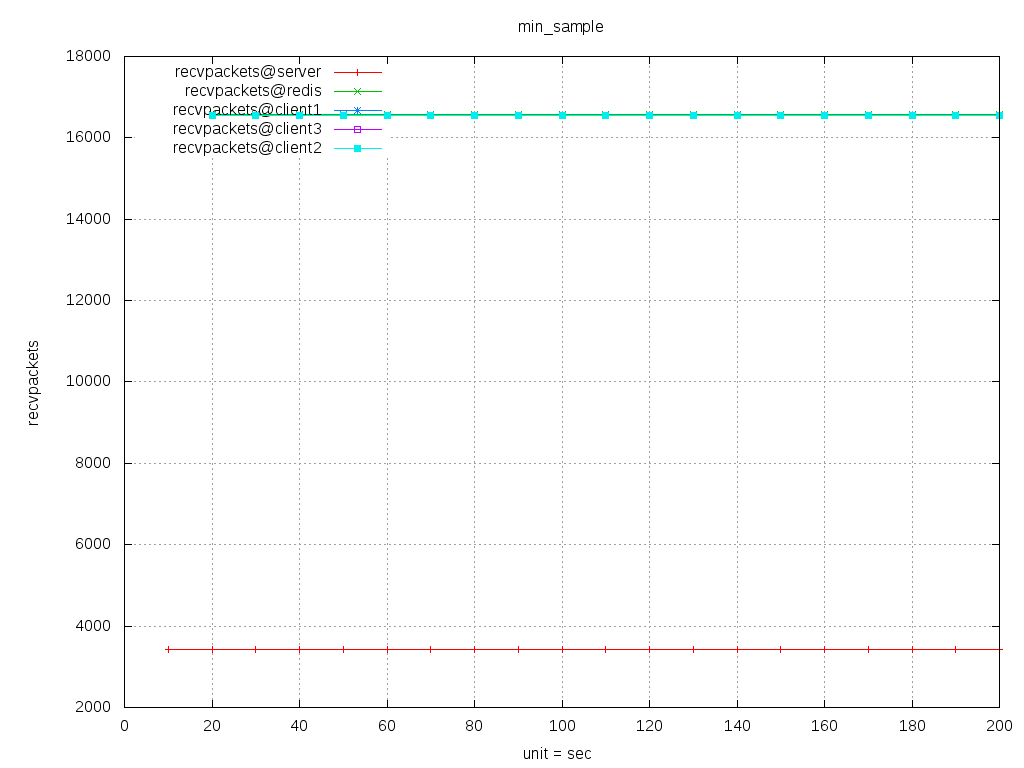 min_sample
18000
16000
14000
12000
10000
8000
6000
4000
2000
recvpackets
recvpackets@server
recvpackets@redis
recvpackets@client1
recvpackets@client3
recvpackets@client2
0 20 40 60 80 100 120 140 160 180 200
unit = sec